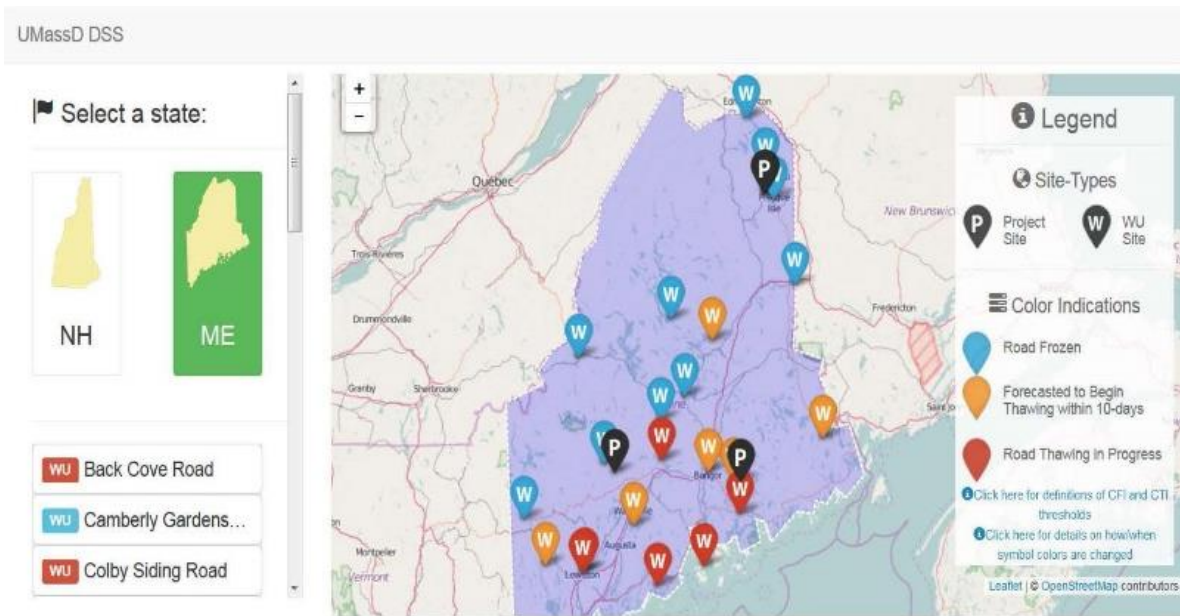 UMassD DSS
Select a state:
NH
ME
WU Back Cove Road
WU Camberly Gardens...
WU Colby Siding Road
+
−
W
W
P
W
Québec
New Brunswick
Trois-Rivières
W
W
W
Fredericton
Drummondville
W
W
Granby
Sherbrooke
W
W
W
W
P
W
P
Bangor
W
W
W
W
W
W
Augusta
W
W
Montpelier
Vermont
Legend
Site-Types
P Project
Site
W WU
Site
Color Indications
Road Frozen
Forecasted to Begin
Thawing within 10-days
Road Thawing in Progress
Click here for definitions of CFI and CTI
thresholds
Click here for details on how/when
symbol colors are changed
Leaflet | © OpenStreetMap contributors